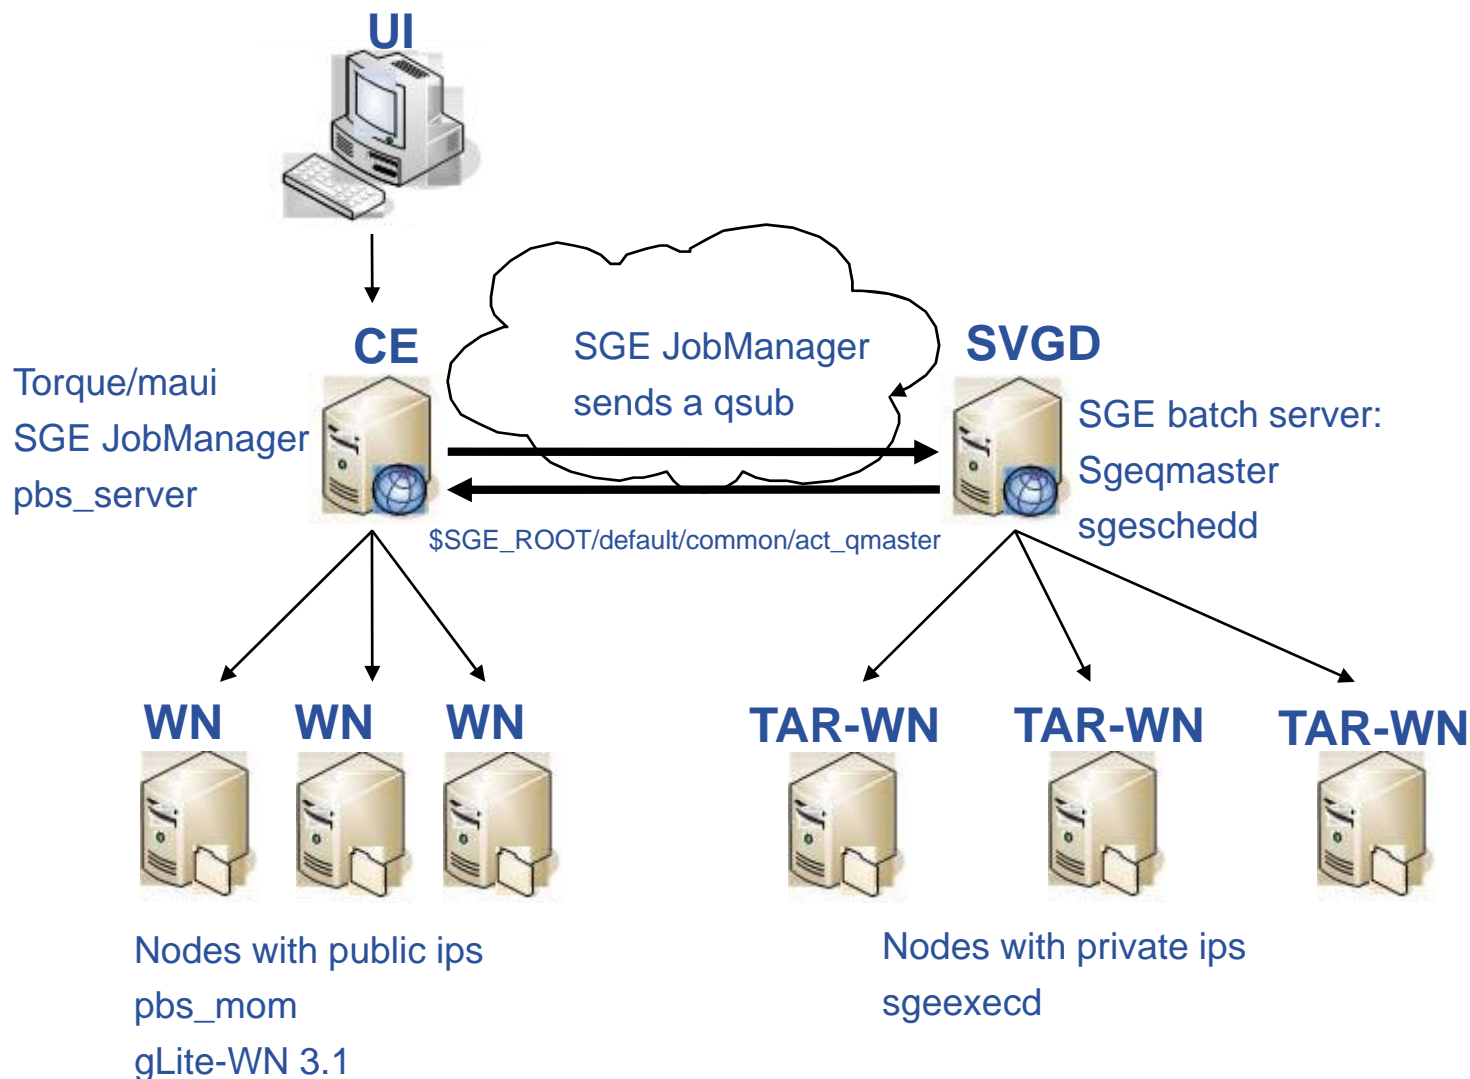 UI
CE
SGE JobManager
sends a qsub
SVGD
Torque/maui
SGE JobManager
pbs_server
SGE batch server:
Sgeqmaster
sgeschedd
$SGE_ROOT/default/common/act_qmaster
WN WN WN
TAR-WN TAR-WN TAR-WN
Nodes with public ips
pbs_mom
gLite-WN 3.1
Nodes with private ips
sgeexecd